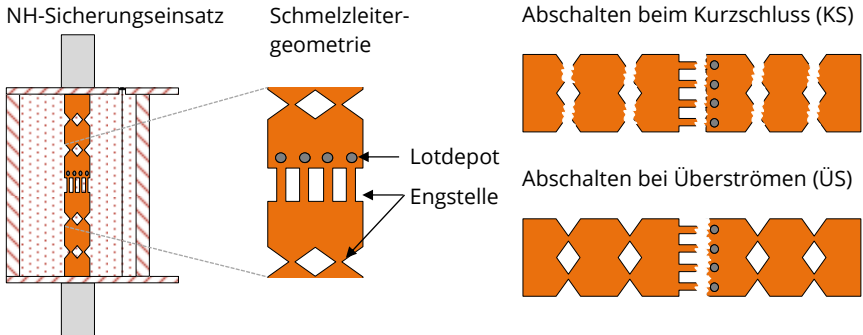 NH-Sicherungseinsatz
Schmelzleiter-
geometrie
Lotdepot
Engstelle
Abschalten beim Kurzschluss (KS)
Abschalten bei Überströmen (ÜS)